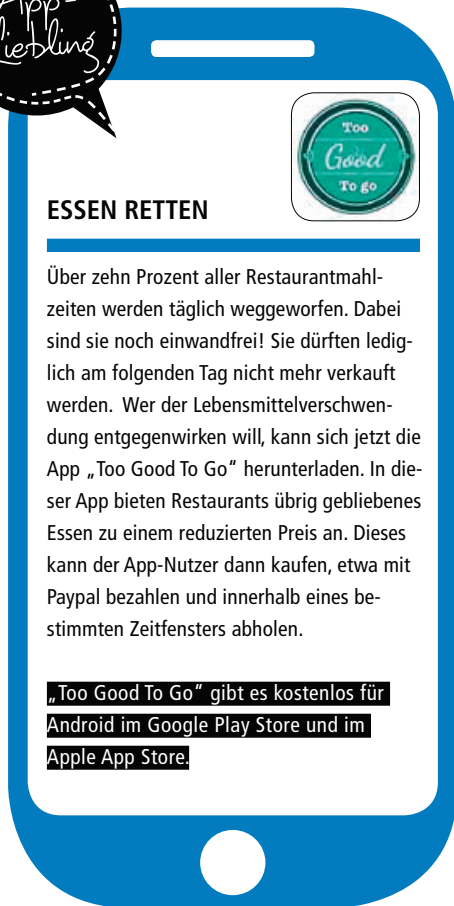 App-
Liebling
Too
Good
To go
ESSEN RETTEN
Über zehn Prozent aller Restaurantmahl-
zeiten werden täglich weggeworfen. Dabei
sind sie noch einwandfrei! Sie dürften ledig-
lich am folgenden Tag nicht mehr verkauft
werden. Wer der Lebensmittelverschwen-
dung entgegenwirken will, kann sich jetzt die
App „Too Good To Go“ herunterladen. In die-
ser App bieten Restaurants übrig gebliebenes
Essen zu einem reduzierten Preis an. Dieses
kann der App-Nutzer dann kaufen, etwa mit
Paypal bezahlen und innerhalb eines be-
stimmten Zeitfensters abholen.
„Too Good To Go“ gibt es kostenlos für
Android im Google Play Store und im
Apple App Store.